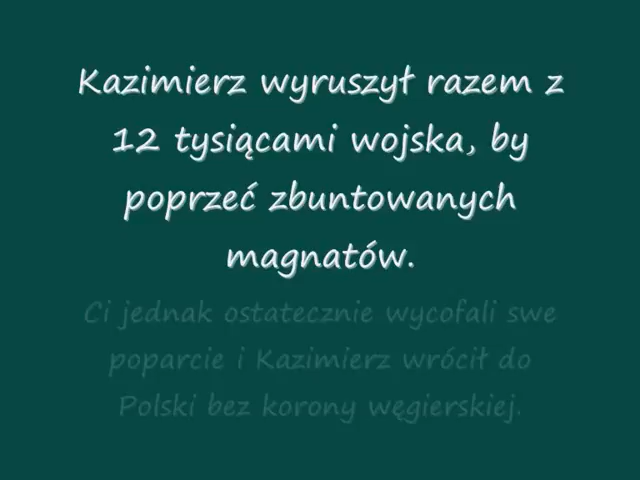 Kazimierz wyruszył razem z
12 tysiącami wojska, by
poprzeć zbuntowanych
magnatów.
Ci jednak ostatecznie wycofali swe
poparcie i Kazimierz wrócił do
Polski bez korony węgierskiej.